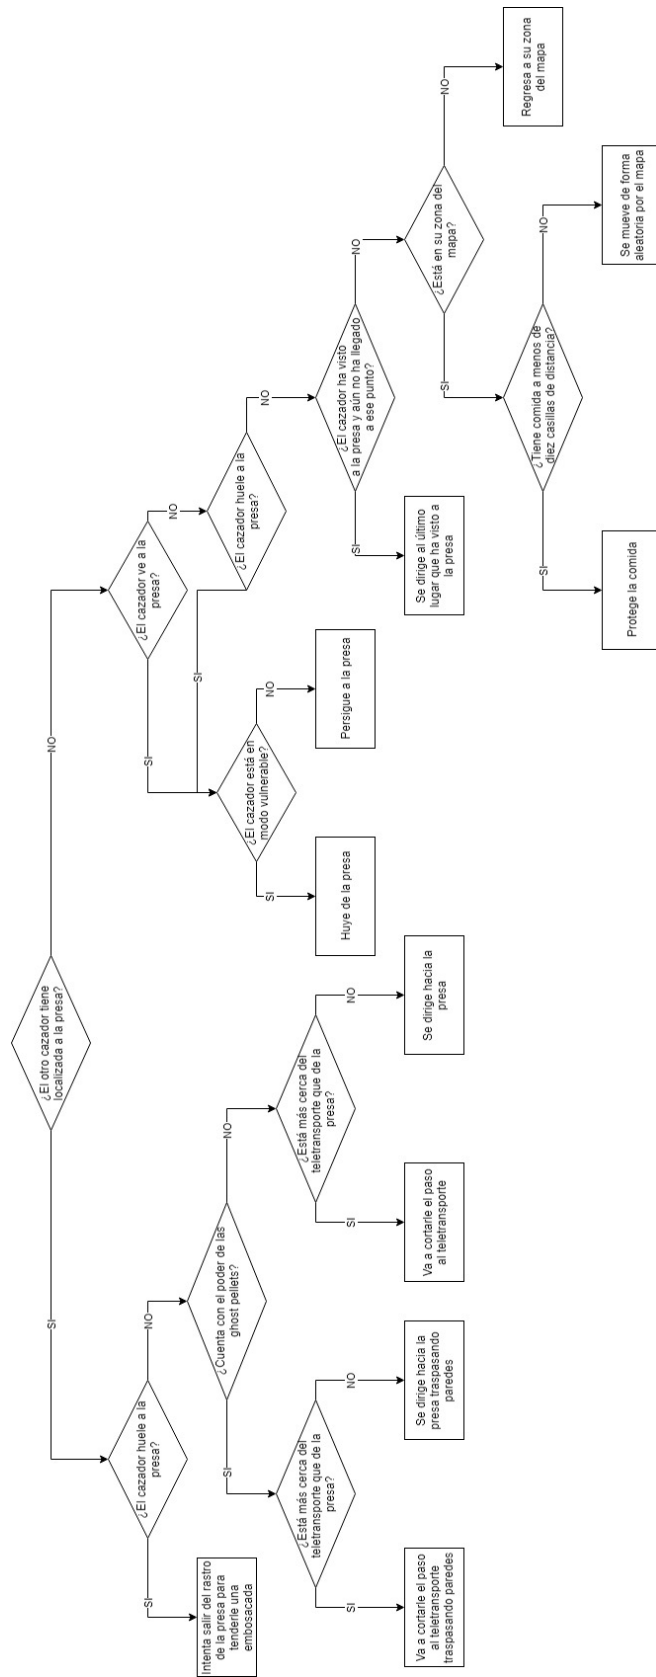 ¿El otro cazador tiene
localizada a la presa?
SI
NO
¿El cazador huele a la
presa?
SI
NO
Intenta salir del rastro
de la presa para
tenderle una
embosacada
¿Cuenta con el poder de las
ghost pellets?
SI
NO
¿Está más cerca del
teletransporte que de la
presa?
SI
NO
Va a cortarle el paso
al teletransporte
traspasando paredes
Se dirige hacia la
presa traspasando
paredes
¿Está más cerca del
teletransporte que de la
presa?
SI
NO
Va a cortarle el paso
al teletransporte
Se dirige hacia la
presa
¿El cazador ve a la
presa?
SI
NO
¿El cazador huele a la
presa?
SI
NO
¿El cazador está en
modo vulnerable?
SI
NO
Huye de la presa
Persigue a la presa
¿El cazador ha visto
a la presa y aún no ha llegado
a ese punto?
SI
NO
Se dirige al último
lugar que ha visto a
la presa
¿Está en su zona del
mapa?
SI
NO
Regresa a su zona
del mapa
¿Tiene comida a menos de
diez casillas de distancia?
SI
NO
Protege la comida
Se mueve de forma
aleatoria por el mapa